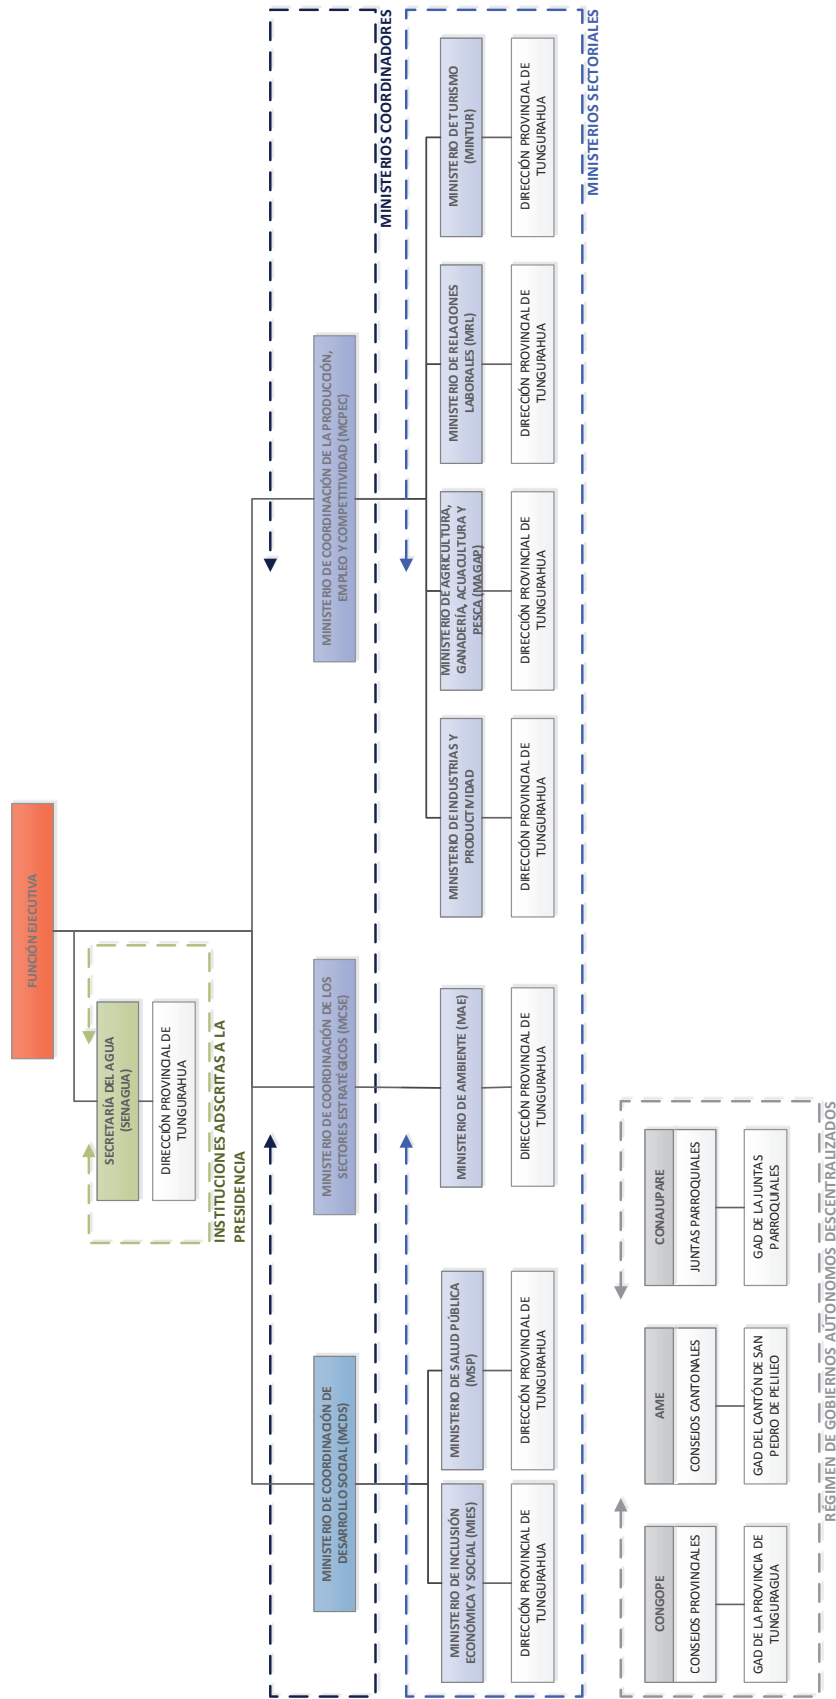 FUNCIÓN EJECUTIVA
SECRETARÍA DEL AGUA
(SENAGUA)
DIRECCIÓN PROVINCIAL DE
TUNGURAHUA
INSTITUCIONES ADSCRITAS A LA
PRESIDENCIA
MINISTERIO DE COORDINACIÓN DE
DESARROLLO SOCIAL (MCDS)
MINISTERIO DE COORDINACIÓN DE LOS
SECTORES ESTRATÉGICOS (MCSE)
MINISTERIO DE COORDINACIÓN DE LA PRODUCCIÓN,
EMPLEO Y COMPETITIVIDAD (MCPEC)
MINISTERIOS COORDINADORES
MINISTERIO DE INCLUSIÓN
ECONÓMICA Y SOCIAL (MIES)
MINISTERIO DE SALUD PÚBLICA
(MSP)
MINISTERIO DE AMBIENTE (MAE)
MINISTERIO DE INDUSTRIAS Y
PRODUCTIVIDAD
MINISTERIO DE AGRICULTURA,
GANADERÍA, ACUACULTURA Y
PESCA (MAGAP)
MINISTERIO DE RELACIONES
LABORALES (MRL)
MINISTERIO DE TURISMO
(MINTUR)
DIRECCIÓN PROVINCIAL DE
TUNGURAHUA
DIRECCIÓN PROVINCIAL DE
TUNGURAHUA
DIRECCIÓN PROVINCIAL DE
TUNGURAHUA
DIRECCIÓN PROVINCIAL DE
TUNGURAHUA
DIRECCIÓN PROVINCIAL DE
TUNGURAHUA
DIRECCIÓN PROVINCIAL DE
TUNGURAHUA
DIRECCIÓN PROVINCIAL DE
TUNGURAHUA
MINISTERIOS SECTORIALES
CONGOPE
CONSEJOS PROVINCIALES
GAD DE LA PROVINCIA DE
TUNGURAGUA
AME
CONSEJOS CANTONALES
GAD DEL CANTÓN DE SAN
PEDRO DE PELILEO
CONAJUPARE
JUNTAS PARROQUIALES
GAD DE LA JUNTAS
PARROQUIALES
RÉGIMEN DE GOBIERNOS AÚTONOMOS DESCENTRALIZADOS